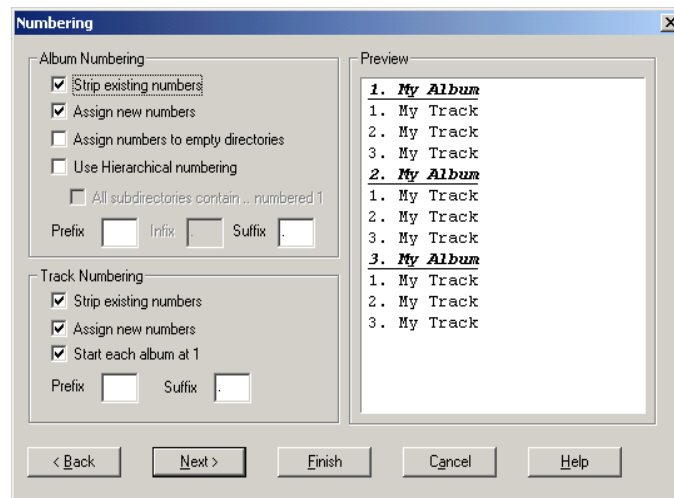 Numbering
Album Numbering
Strip existing numbers
Assign new numbers
Assign numbers to empty directories
Use Hierarchical numbering
All subdirectories contain .. numbered 1
Prefix Infix . Suffix .
Track Numbering
Strip existing numbers
Assign new numbers
Start each album at 1
Prefix Suffix .
Preview
1. My Album
1. My Track
2. My Track
3. My Track
2. My Album
1. My Track
2. My Track
3. My Track
3. My Album
1. My Track
2. My Track
3. My Track
< Back Next > Finish Cancel Help